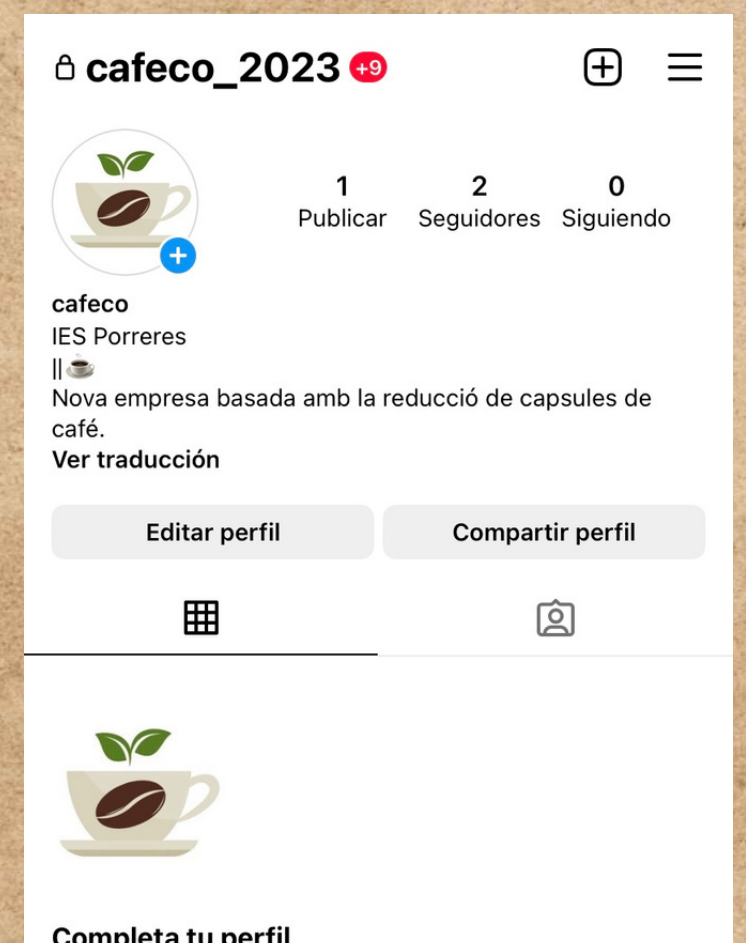 cafeco_2023 +9
1 2 0
Publicar Seguidores Siguiendo
cafeco
IES Porreres
||☕
Nova empresa basada amb la reducció de capsules de
café.
Ver traducción
Editar perfil Compartir perfil
Completa tu perfil